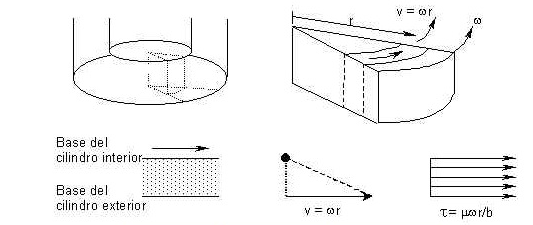 r
v = ωr
ω
Base del
cilindro interior
Base del
cilindro exterior
v = ωr
τ= μωr/b